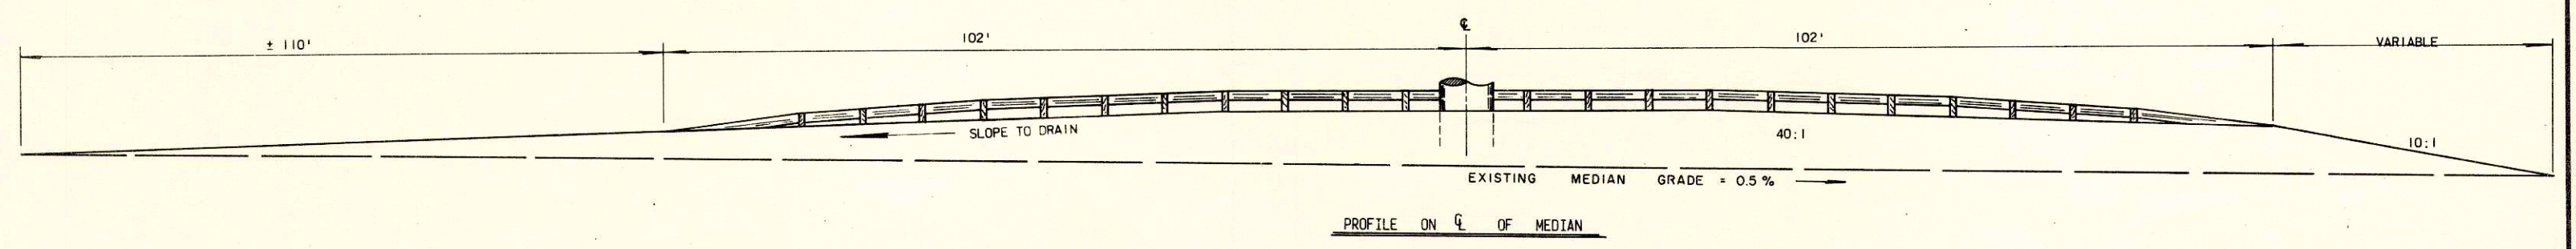 ℄
± 110'
102'
102'
VARIABLE
SLOPE TO DRAIN
40:1
10:1
EXISTING MEDIAN GRADE = 0.5 %
PROFILE ON ℄ OF MEDIAN